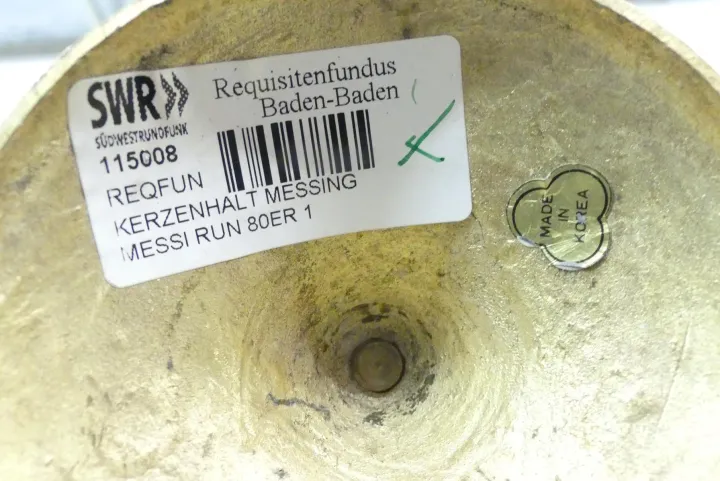 SWR
SÜDWESTRUNDFUNK
Requisitenfundus
Baden-Baden
115008
REQFUN
KERZENHALT MESSING
MESSI RUN 80ER 1
MADE
IN
KOREA